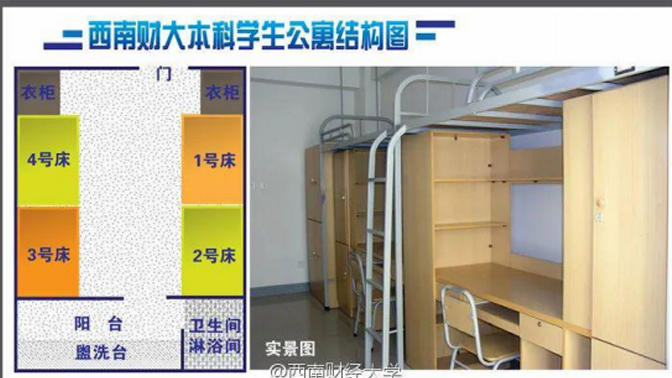 西南财大本科学生公寓结构图
门
衣柜
衣柜
4号床
1号床
3号床
2号床
阳台
卫生间
淋浴间
盥洗台
实景图
@西南财经大学